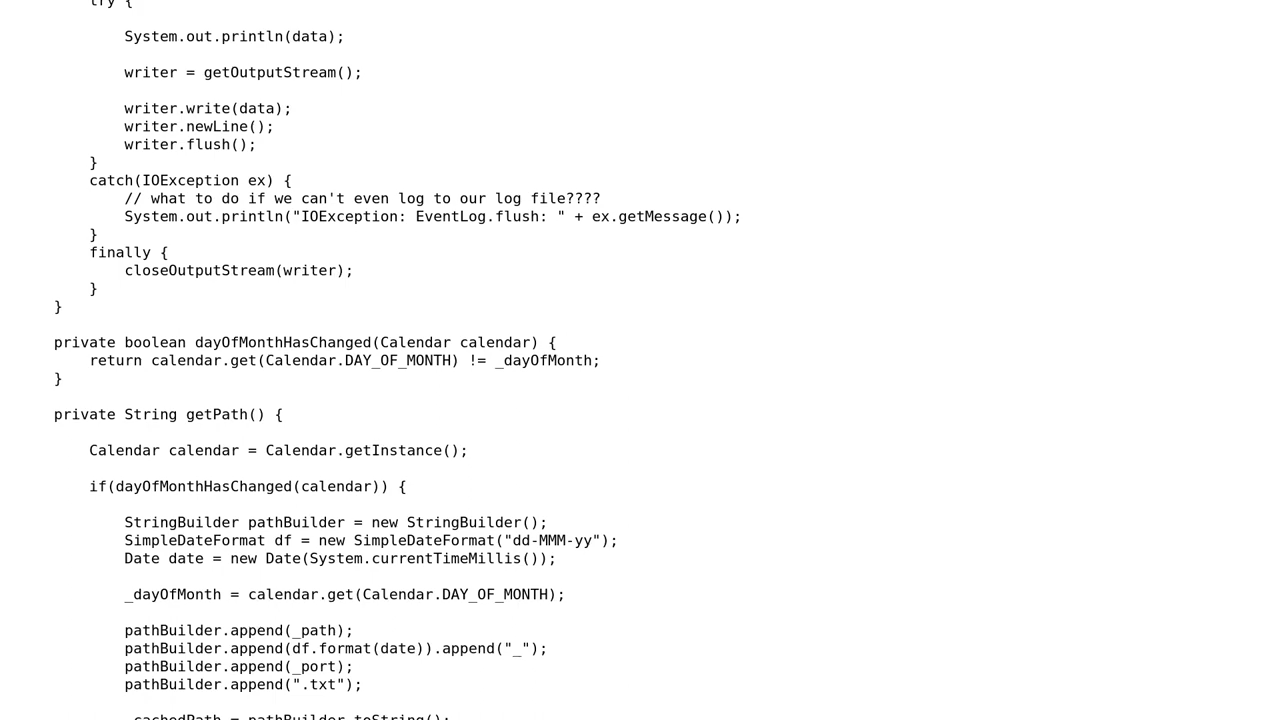 try {
System.out.println(data);
writer = getOutputStream();
writer.write(data);
writer.newLine();
writer.flush();
}
catch(IOException ex) {
// what to do if we can't even log to our log file????
System.out.println("IOException: EventLog.flush: " + ex.getMessage());
}
finally {
closeOutputStream(writer);
}
}
private boolean dayOfMonthHasChanged(Calendar calendar) {
return calendar.get(Calendar.DAY_OF_MONTH) != _dayOfMonth;
}
private String getPath() {
Calendar calendar = Calendar.getInstance();
if(dayOfMonthHasChanged(calendar)) {
StringBuilder pathBuilder = new StringBuilder();
SimpleDateFormat df = new SimpleDateFormat("dd-MMM-yy");
Date date = new Date(System.currentTimeMillis());
_dayOfMonth = calendar.get(Calendar.DAY_OF_MONTH);
pathBuilder.append(_path);
pathBuilder.append(df.format(date)).append("_");
pathBuilder.append(_port);
pathBuilder.append(".txt");
_cachedPath = pathBuilder.toString();